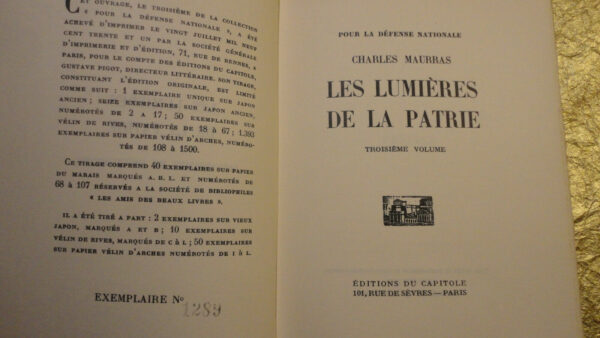 CET OUVRAGE, LE TROISIÈME DE LA COLLECTION
« POUR LA DÉFENSE NATIONALE », A ÉTÉ
ACHEVÉ D'IMPRIMER LE VINGT JUILLET MIL NEUF
CENT TRENTE ET UN PAR LA SOCIÉTÉ GÉNÉRALE
D'IMPRIMERIE ET D'ÉDITION, 71, RUE DE RENNES, A
PARIS, POUR LE COMPTE DES ÉDITIONS DU CAPITOLE,
GUSTAVE PIGOT, DIRECTEUR LITTÉRAIRE. SON TIRAGE,
CONSTITUANT L'ÉDITION ORIGINALE, EST LIMITÉ
COMME SUIT : 1 EXEMPLAIRE UNIQUE SUR JAPON
ANCIEN ; SEIZE EXEMPLAIRES SUR JAPON ANCIEN,
NUMÉROTÉS DE 2 A 17 ; 50 EXEMPLAIRES SUR
VÉLIN DE RIVES, NUMÉROTÉS DE 18 A 67 ; 1.393
EXEMPLAIRES SUR PAPIER VÉLIN D'ARCHES, NUMÉRO-
TÉS DE 108 à 1500.
CE TIRAGE COMPREND 40 EXEMPLAIRES SUR PAPIER
DU MARAIS MARQUÉS A. B. L. ET NUMÉROTÉS DE
68 À 107 RÉSERVÉS A LA SOCIÉTÉ DE BIBLIOPHILES
« LES AMIS DES BEAUX LIVRES »
IL A ÉTÉ TIRÉ A PART : 2 EXEMPLAIRES SUR VIEUX
JAPON, MARQUÉS A ET B ; 10 EXEMPLAIRES SUR
VÉLIN DE RIVES, MARQUÉS DE C à L ; 50 EXEMPLAIRES
SUR PAPIER VÉLIN D'ARCHES NUMÉROTÉS DE I à L.
EXEMPLAIRE No 1289
POUR LA DÉFENSE NATIONALE
CHARLES MAURRAS
LES LUMIÈRES
DE LA PATRIE
TROISIÈME VOLUME
ÉDITIONS DU CAPITOLE
101, RUE DE SÈVRES — PARIS